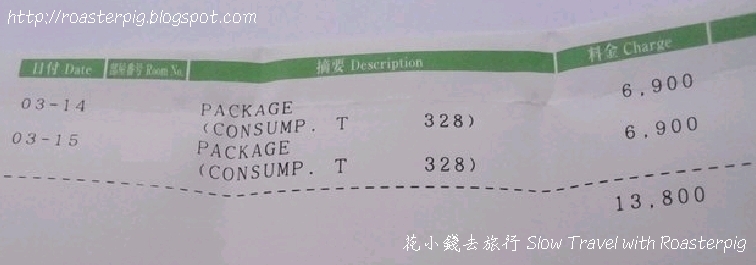 http://roasterpig.blogspot.com/
日付 Date 部屋番号 Room No. 摘要 Description 料金 Charge
03-14 PACKAGE 6,900
(CONSUMP. T 328)
03-15 PACKAGE 6,900
(CONSUMP. T 328)
13,800
花小錢去旅行 Slow Travel with Roasterpig